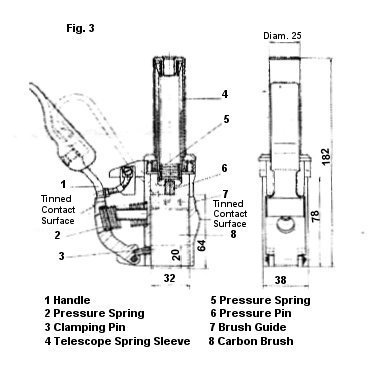 Fig. 3
Diam. 25
4
5
182
1
6
Tinned
Contact
Surface
7
Tinned
Contact
Surface
78
2
8
3
20
64
32
38
1 Handle
2 Pressure Spring
3 Clamping Pin
4 Telescope Spring Sleeve
5 Pressure Spring
6 Pressure Pin
7 Brush Guide
8 Carbon Brush